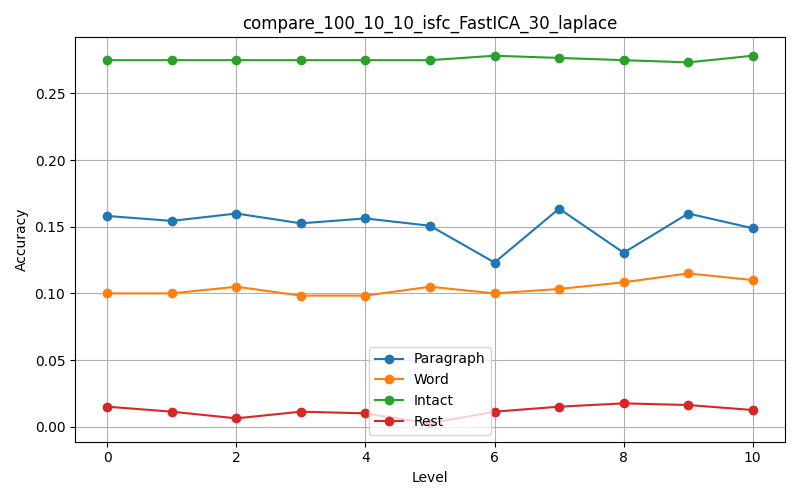 compare_100_10_10_isfc_FastICA_30_laplace
Accuracy
0.25
0.20
0.15
0.10
0.05
0.00
Paragraph
Word
Intact
Rest
0 2 4 6 8 10
Level